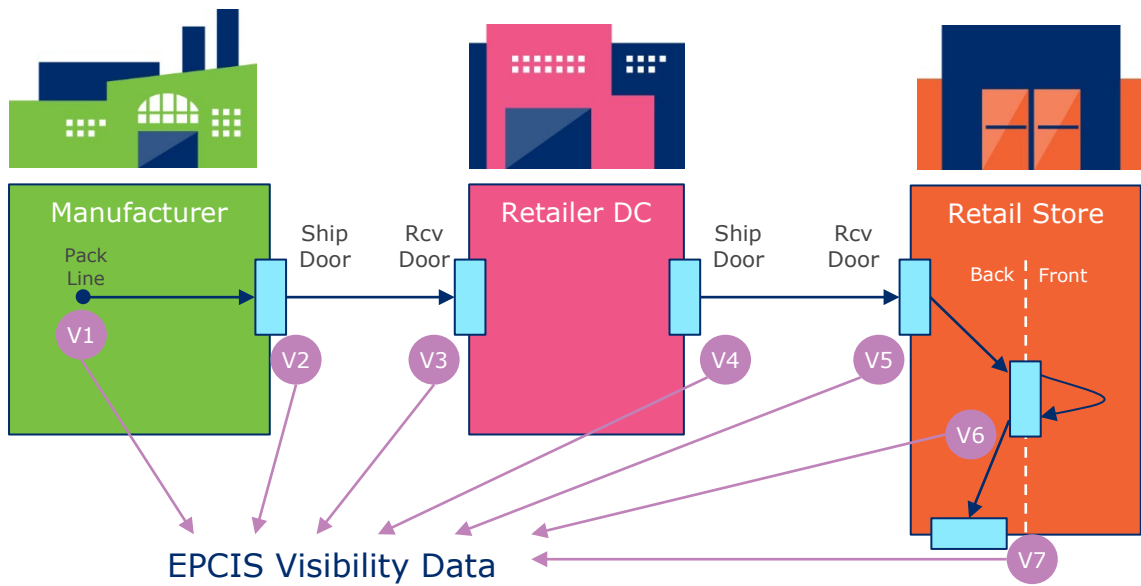 Manufacturer
Retailer DC
Retail Store
Pack
Line
Ship
Door
Rcv
Door
Ship
Door
Rcv
Door
Back
Front
V1
V2
V3
V4
V5
V6
V7
EPCIS Visibility Data